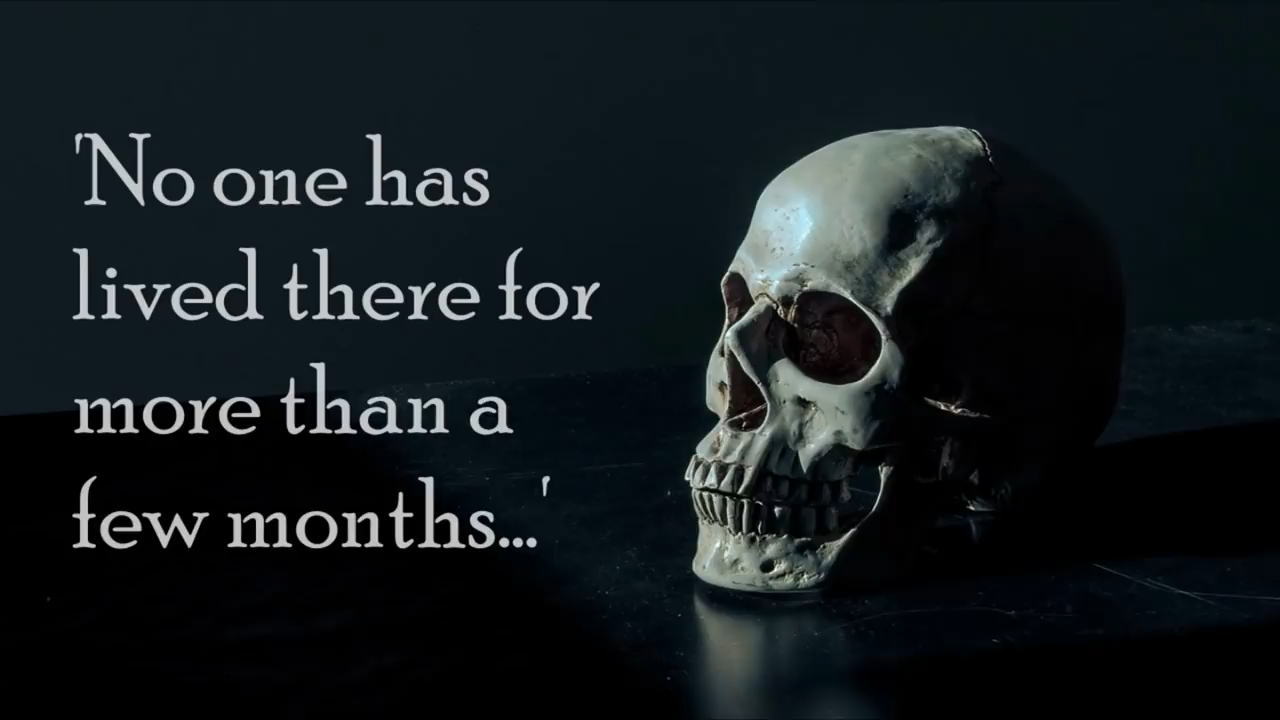 'No one has
lived there for
more than a
few months...'